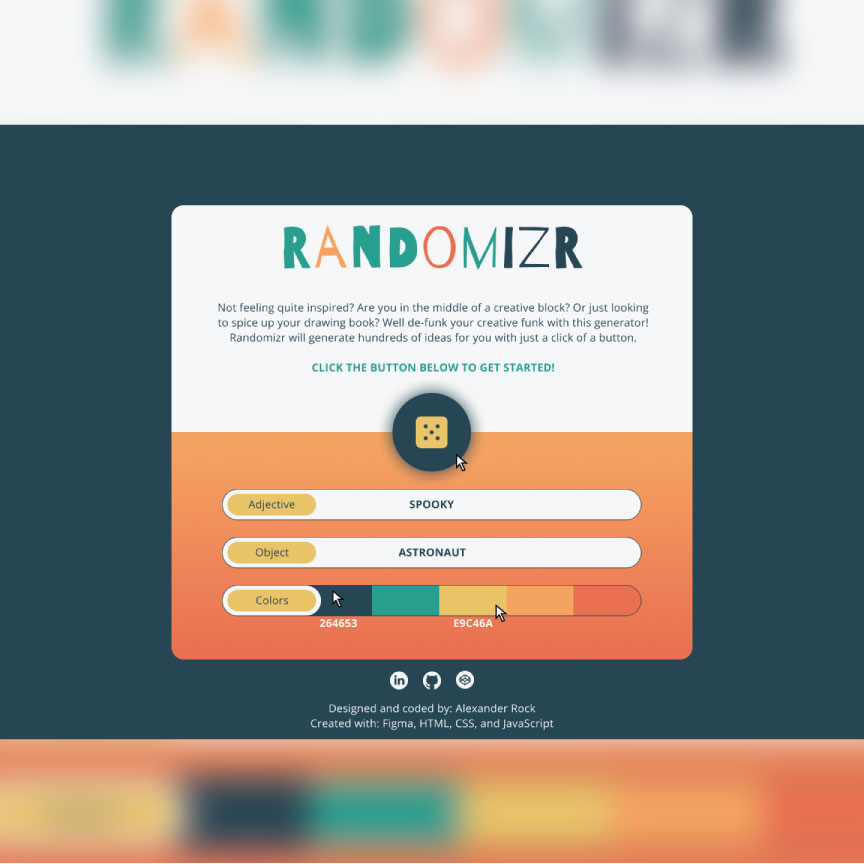 RANDOMIZR
Not feeling quite inspired? Are you in the middle of a creative block? Or just looking
to spice up your drawing book? Well de-funk your creative funk with this generator!
Randomizr will generate hundreds of ideas for you with just a click of a button.
CLICK THE BUTTON BELOW TO GET STARTED!
Adjective SPOOKY
Object ASTRONAUT
Colors
264653 E9C46A
in
Designed and coded by: Alexander Rock
Created with: Figma, HTML, CSS, and JavaScript